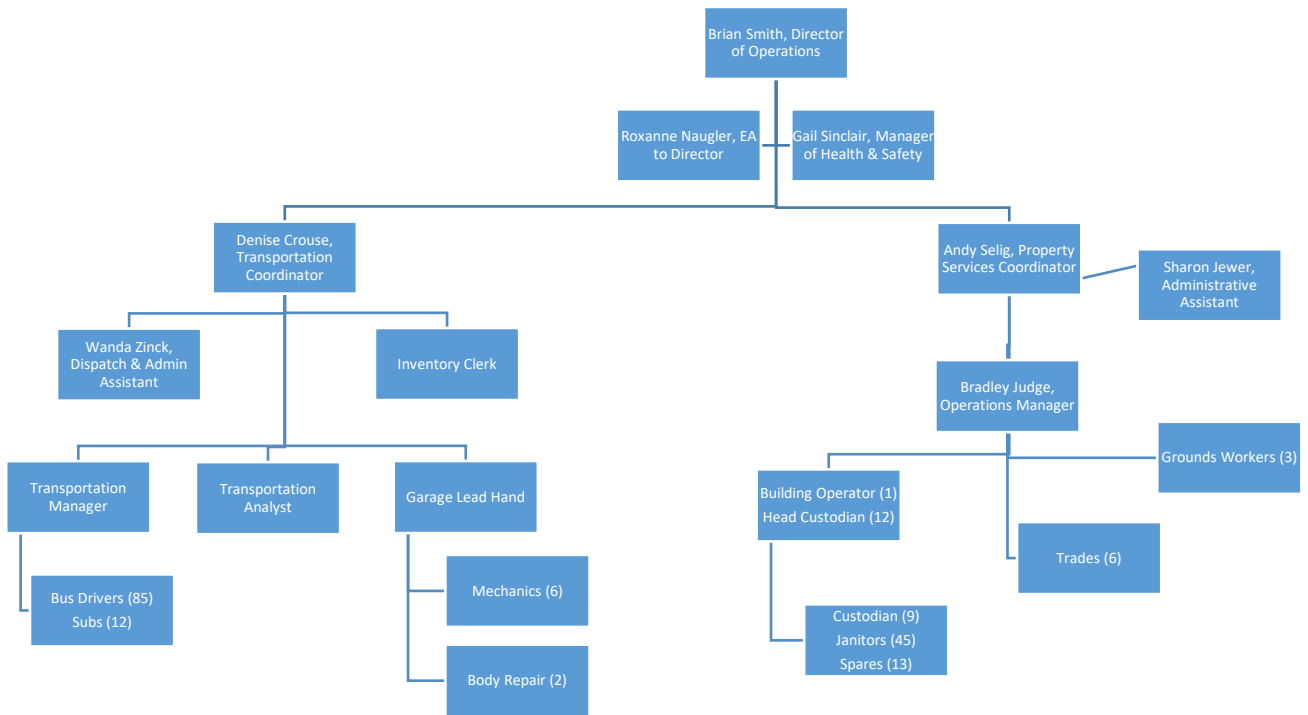 Brian Smith, Director
of Operations
Roxanne Naugler, EA
to Director
Gail Sinclair, Manager
of Health & Safety
Denise Crouse,
Transportation
Coordinator
Andy Selig, Property
Services Coordinator
Sharon Jewer,
Administrative
Assistant
Wanda Zinck,
Dispatch & Admin
Assistant
Inventory Clerk
Bradley Judge,
Operations Manager
Transportation
Manager
Transportation
Analyst
Garage Lead Hand
Grounds Workers (3)
Building Operator (1)
Head Custodian (12)
Trades (6)
Bus Drivers (85)
Subs (12)
Mechanics (6)
Custodian (9)
Janitors (45)
Spares (13)
Body Repair (2)